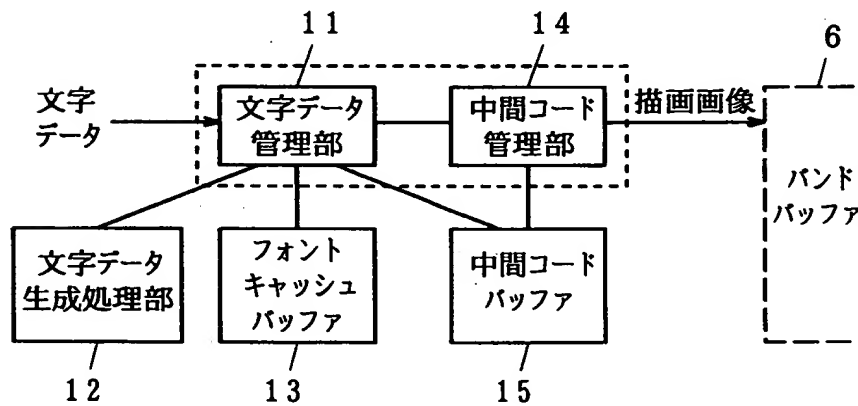 11
14
6
文字
データ
文字データ
管理部
中間コード
管理部
描画画像
バンド
バッファ
文字データ
生成処理部
フォント
キャッシュ
バッファ
中間コード
バッファ
12
13
15